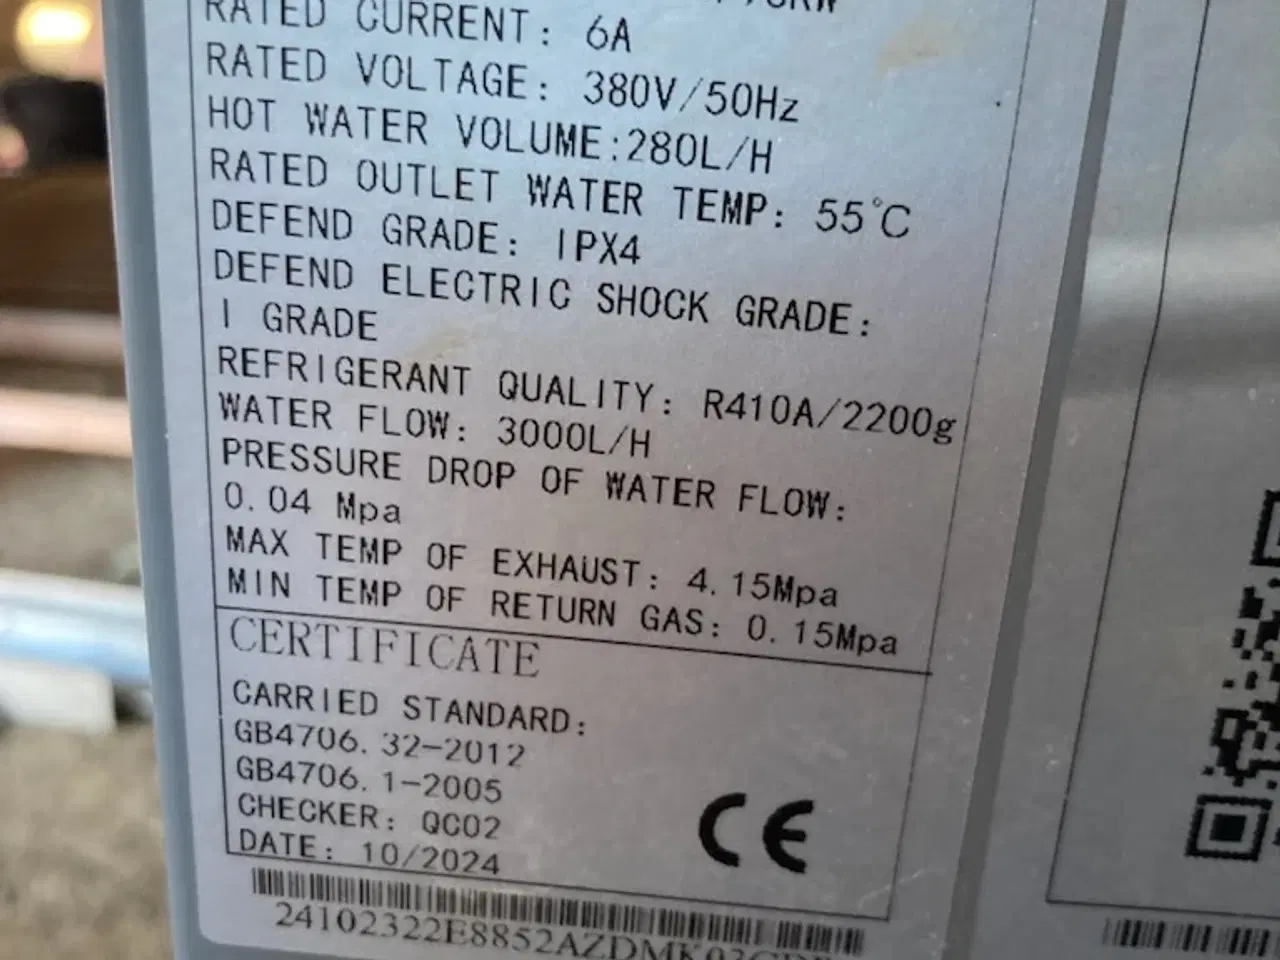 RATED CURRENT: 6A
RATED VOLTAGE: 380V/50Hz
HOT WATER VOLUME:280L/H
RATED OUTLET WATER TEMP: 55°C
DEFEND GRADE: IPX4
DEFEND ELECTRIC SHOCK GRADE:
I GRADE
REFRIGERANT QUALITY: R410A/2200g
WATER FLOW: 3000L/H
PRESSURE DROP OF WATER FLOW:
0.04 Mpa
MAX TEMP OF EXHAUST: 4.15Mpa
MIN TEMP OF RETURN GAS: 0.15Mpa
CERTIFICATE
CARRIED STANDARD:
GB4706.32-2012
GB4706.1-2005
CHECKER: QC02
DATE: 10/2024
CE